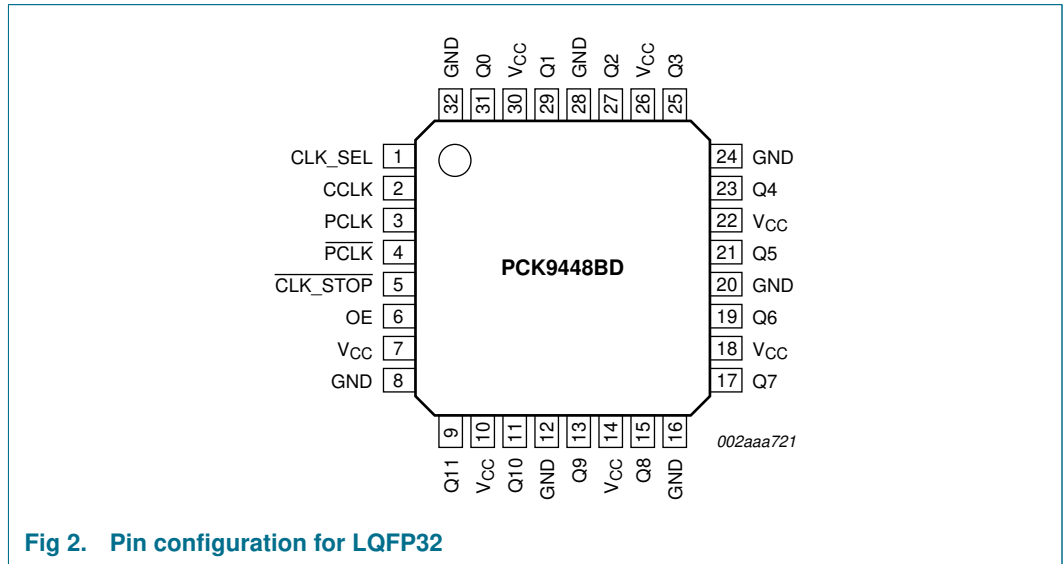 GND Q0 VCC Q1 GND Q2 VCC Q3
32 31 30 29 28 27 26 25
CLK_SEL 1 24 GND
CCLK 2 23 Q4
PCLK 3 22 VCC
P̅C̅L̅K̅ 4 21 Q5
PCK9448BD
C̅L̅K̅_̅S̅T̅O̅P̅ 5 20 GND
OE 6 19 Q6
VCC 7 18 VCC
GND 8 17 Q7
9 10 11 12 13 14 15 16
002aaa721
Q11 VCC Q10 GND Q9 VCC Q8 GND
Fig 2. Pin configuration for LQFP32